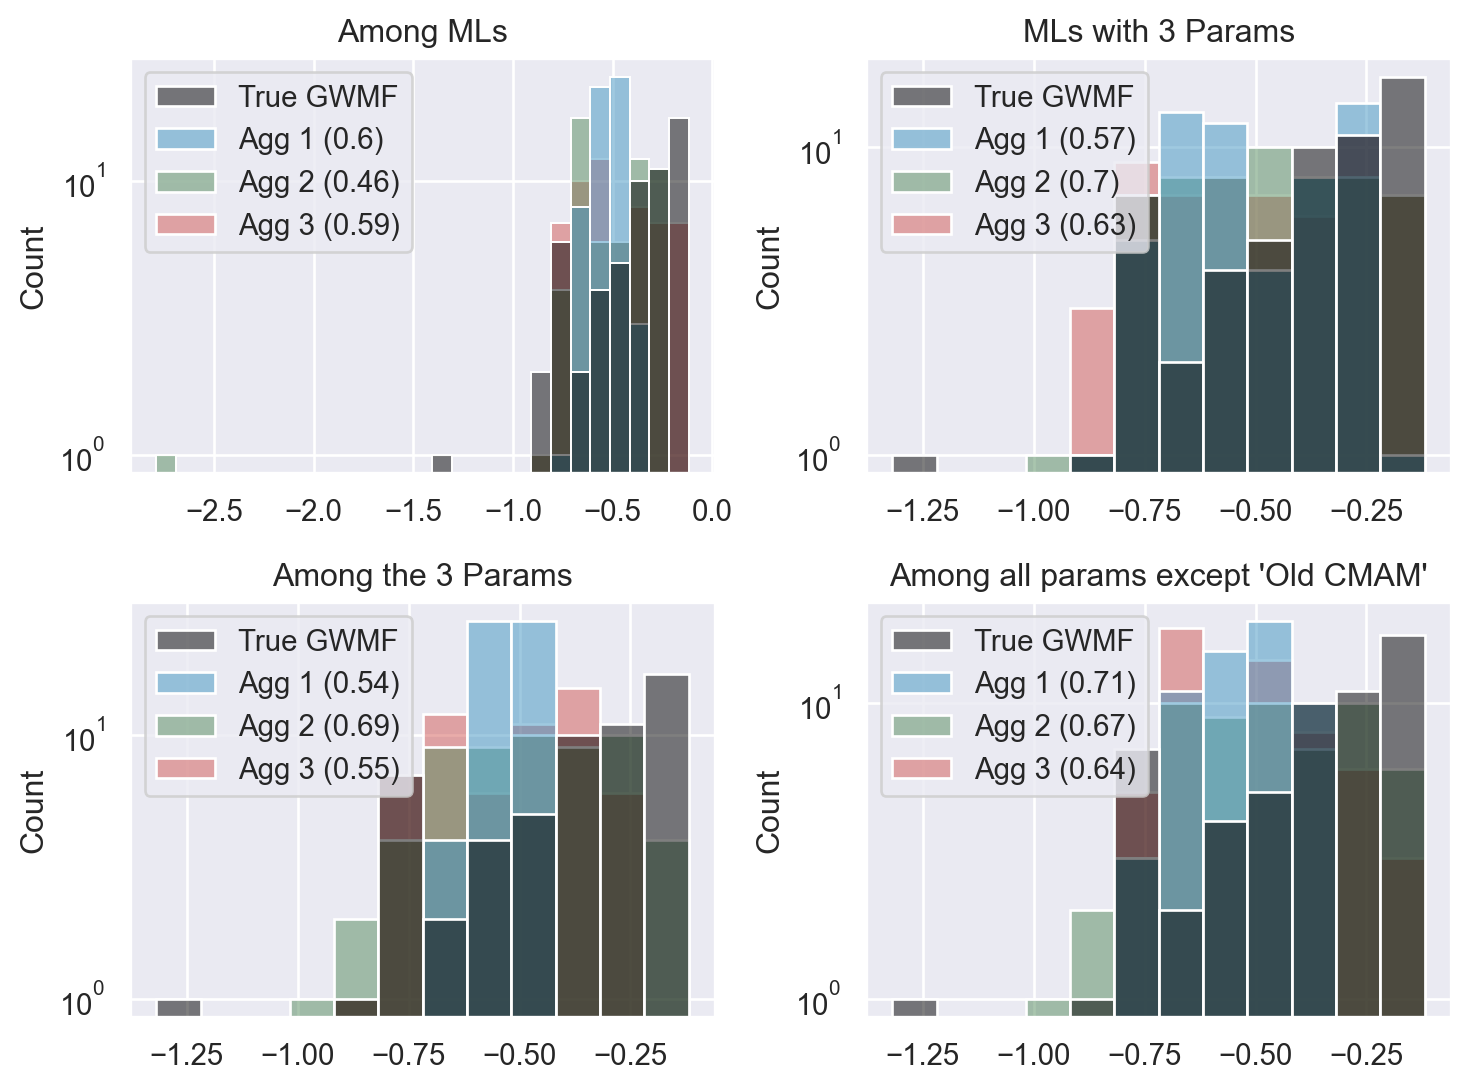 Among MLs
True GWMF
Agg 1 (0.6)
Agg 2 (0.46)
Agg 3 (0.59)
Count
10^1
10^0
−2.5 −2.0 −1.5 −1.0 −0.5 0.0
MLs with 3 Params
True GWMF
Agg 1 (0.57)
Agg 2 (0.7)
Agg 3 (0.63)
Count
10^1
10^0
−1.25 −1.00 −0.75 −0.50 −0.25
Among the 3 Params
True GWMF
Agg 1 (0.54)
Agg 2 (0.69)
Agg 3 (0.55)
Count
10^1
10^0
−1.25 −1.00 −0.75 −0.50 −0.25
Among all params except 'Old CMAM'
True GWMF
Agg 1 (0.71)
Agg 2 (0.67)
Agg 3 (0.64)
Count
10^1
10^0
−1.25 −1.00 −0.75 −0.50 −0.25